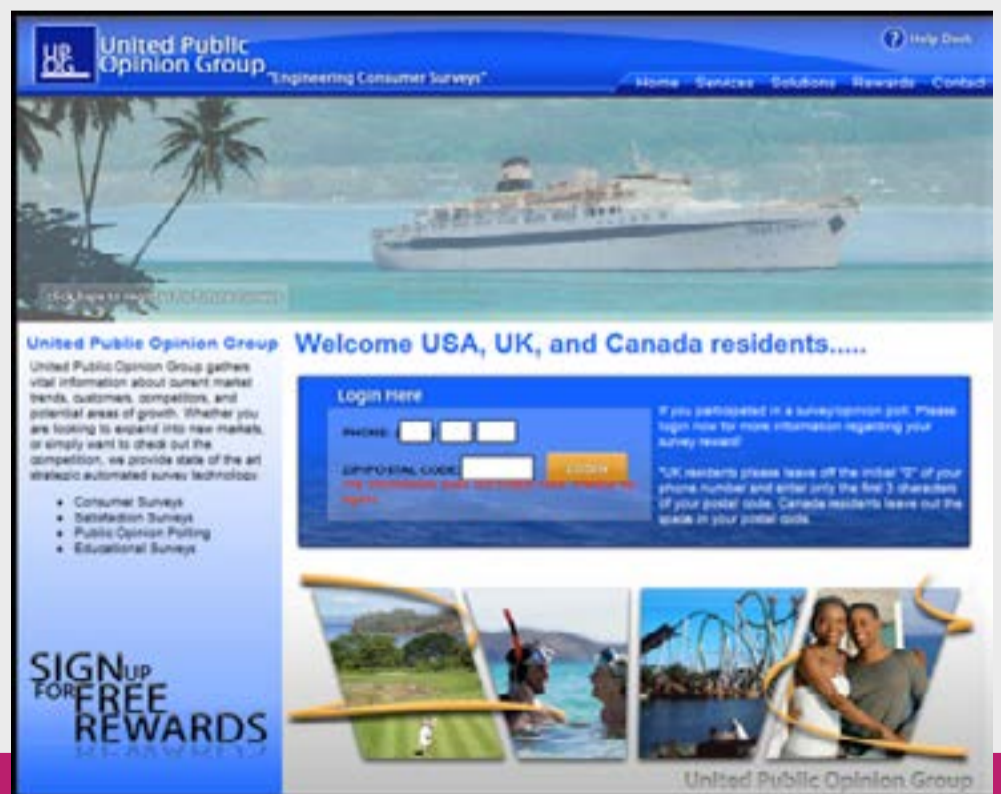 UP
OG
United Public
Opinion Group
"Engineering Consumer Surveys"
? Help Desk
Home Services Solutions Rewards Contact
United Public Opinion Group
United Public Opinion Group gathers
vital information about current market
trends, customers, competitors, and
potential areas of growth. Whether you
are looking to expand into new markets,
or simply want to check out the
competition, we provide state of the art
strategic automated survey technology.
• Consumer Surveys
• Satisfaction Surveys
• Public Opinion Polling
• Educational Surveys
SIGN UP
FOR FREE
REWARDS
Welcome USA, UK, and Canada residents.....
Login Here
PHONE: (
ZIP/POSTAL CODE:
LOGIN
If you participated in a survey/opinion poll. Please
login now for more information regarding your
survey reward!
*UK residents please leave off the initial "0" of your
phone number and enter only the first 3 characters
of your postal code, Canada residents leave out the
space in your postal code.
United Public Opinion Group